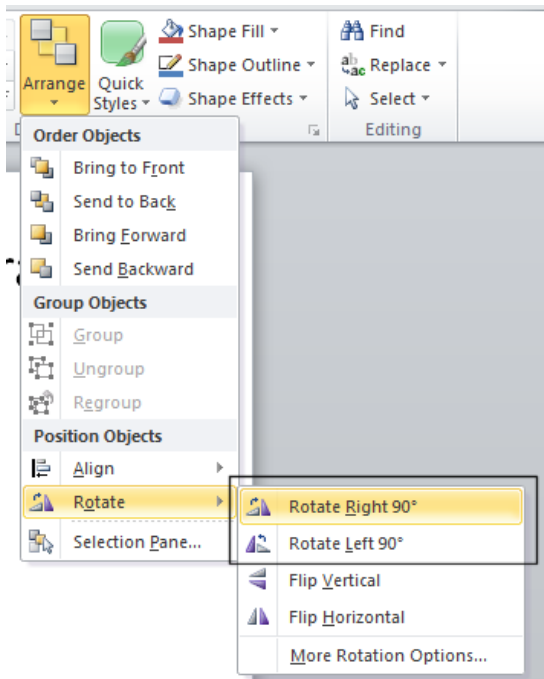 Arrange
Quick
Styles
Shape Fill
Shape Outline
Shape Effects
Find
Replace
Select
Editing
Order Objects
Bring to Front
Send to Back
Bring Forward
Send Backward
Group Objects
Group
Ungroup
Regroup
Position Objects
Align
Rotate
Selection Pane...
Rotate Right 90°
Rotate Left 90°
Flip Vertical
Flip Horizontal
More Rotation Options...